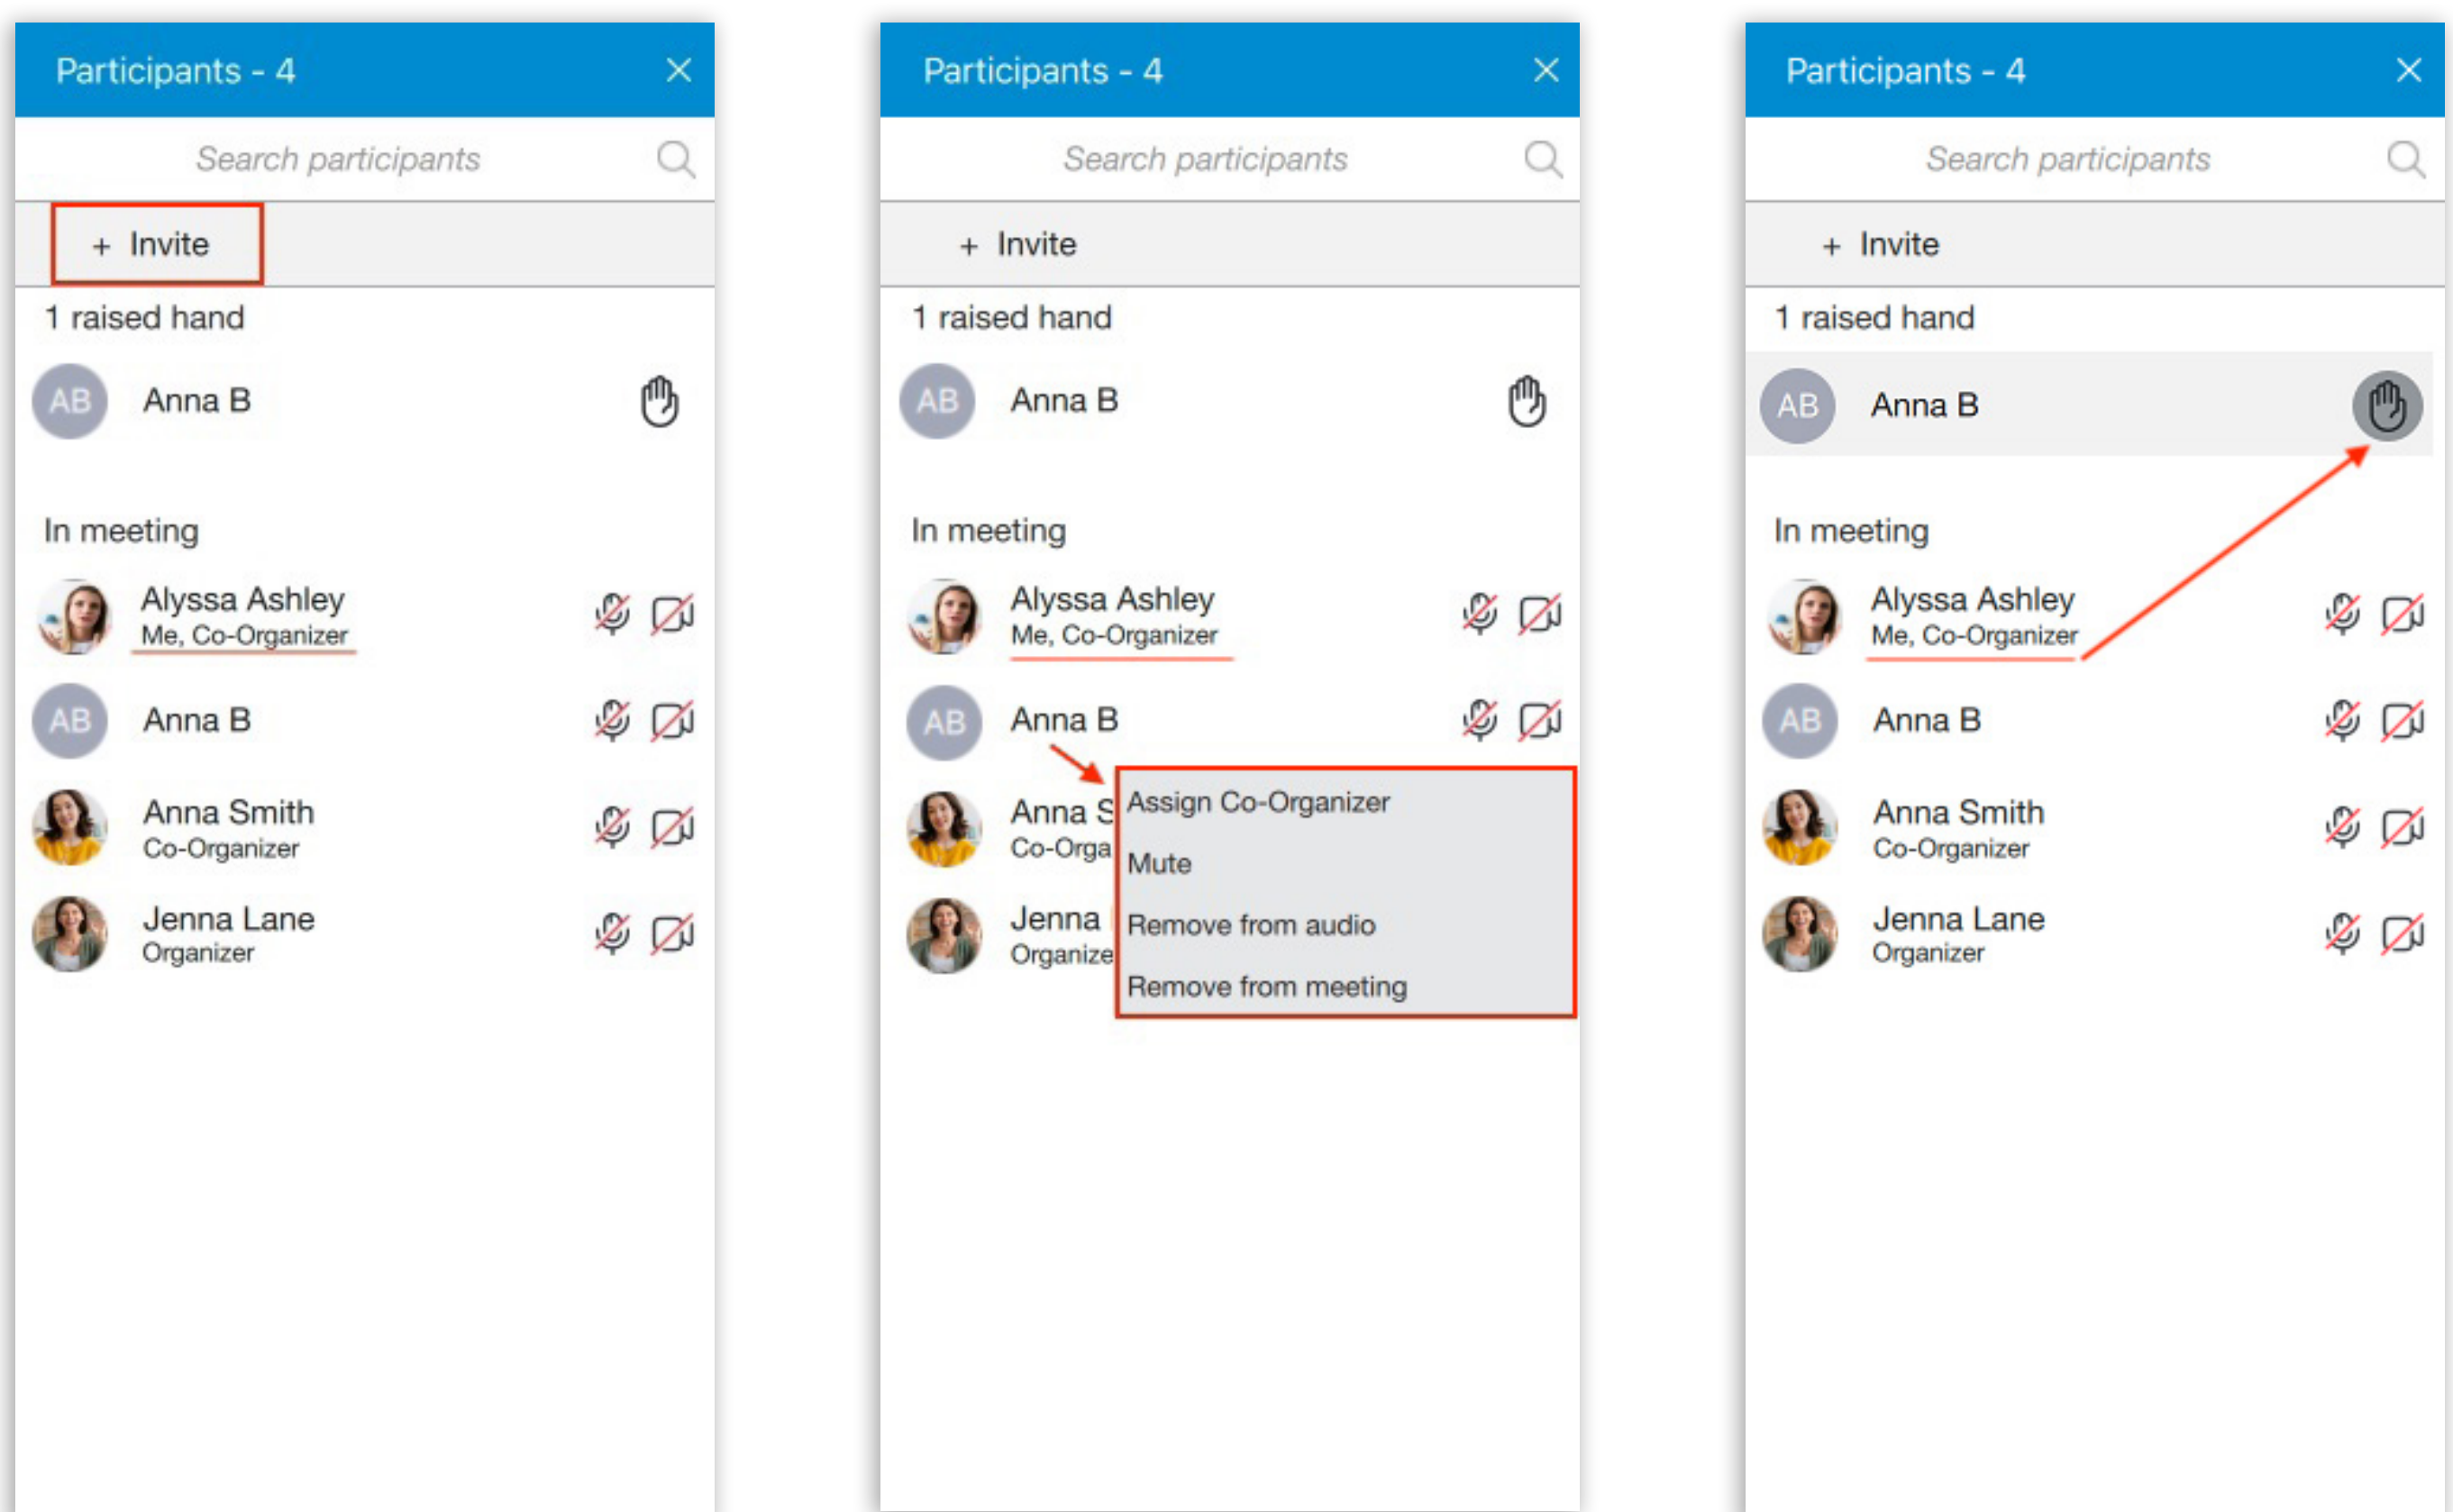 Participants - 4
Search participants
+ Invite
1 raised hand
AB Anna B
In meeting
Alyssa Ashley
Me, Co-Organizer
AB Anna B
Anna Smith
Co-Organizer
Jenna Lane
Organizer
Participants - 4
Search participants
+ Invite
1 raised hand
AB Anna B
In meeting
Alyssa Ashley
Me, Co-Organizer
AB Anna B
Anna S
Co-Orga
Jenna
Organize
Assign Co-Organizer
Mute
Remove from audio
Remove from meeting
Participants - 4
Search participants
+ Invite
1 raised hand
AB Anna B
In meeting
Alyssa Ashley
Me, Co-Organizer
AB Anna B
Anna Smith
Co-Organizer
Jenna Lane
Organizer